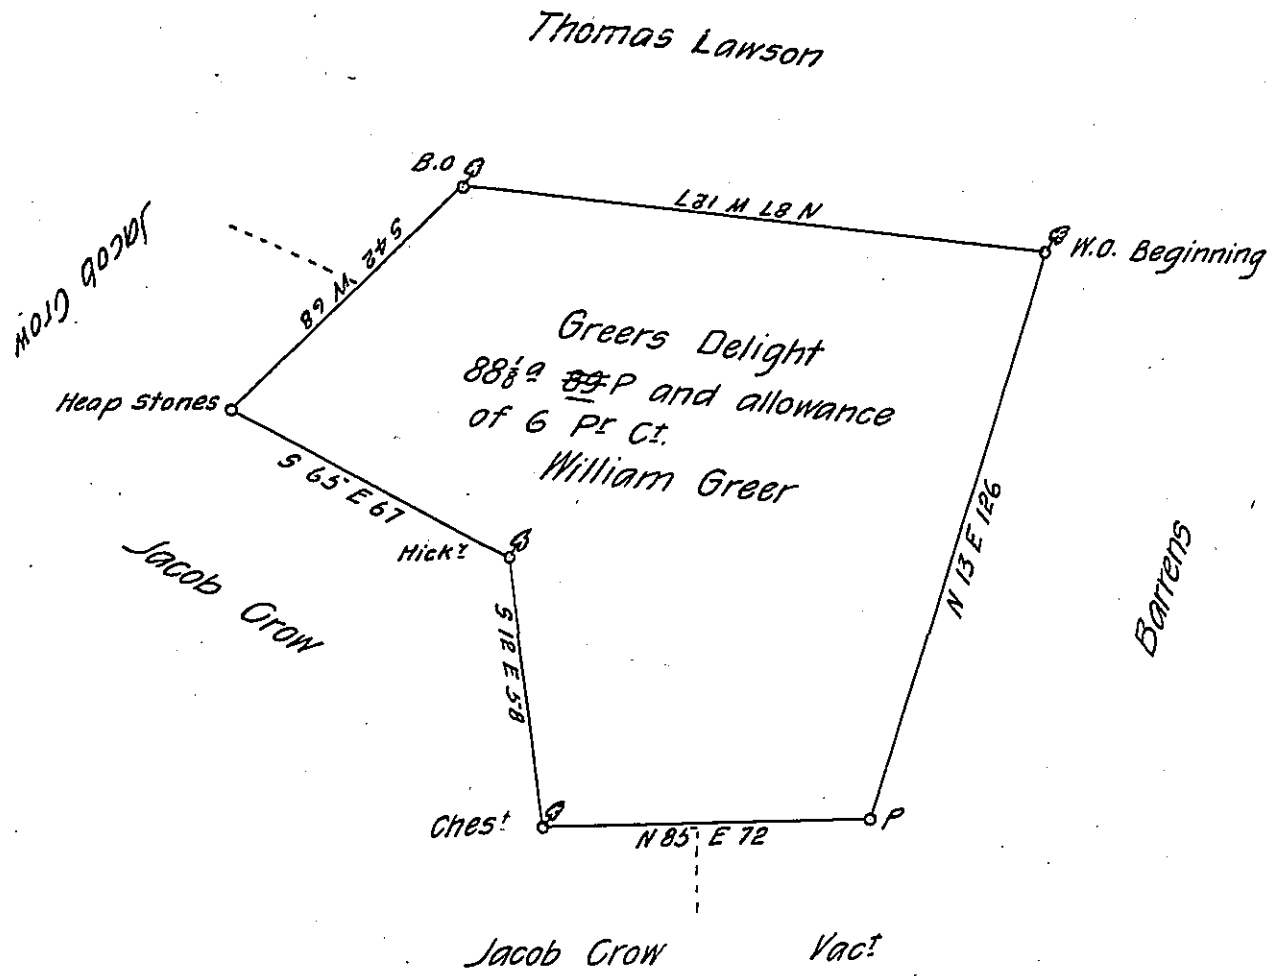 Thomas Lawson
B.O
N 87 W 127
W.O. Beginning
Jacob Crow
S 42 W 68
Greers Delight
88⅛ a 89 P and allowance
of 6 Pr Ct.
William Greer
Heap Stones
S 65 E 67
Hickr
Jacob Crow
S 12 E 58
N 13 E 126
Barrens
Chest
N 85 E 72
P
Jacob Crow
Vact